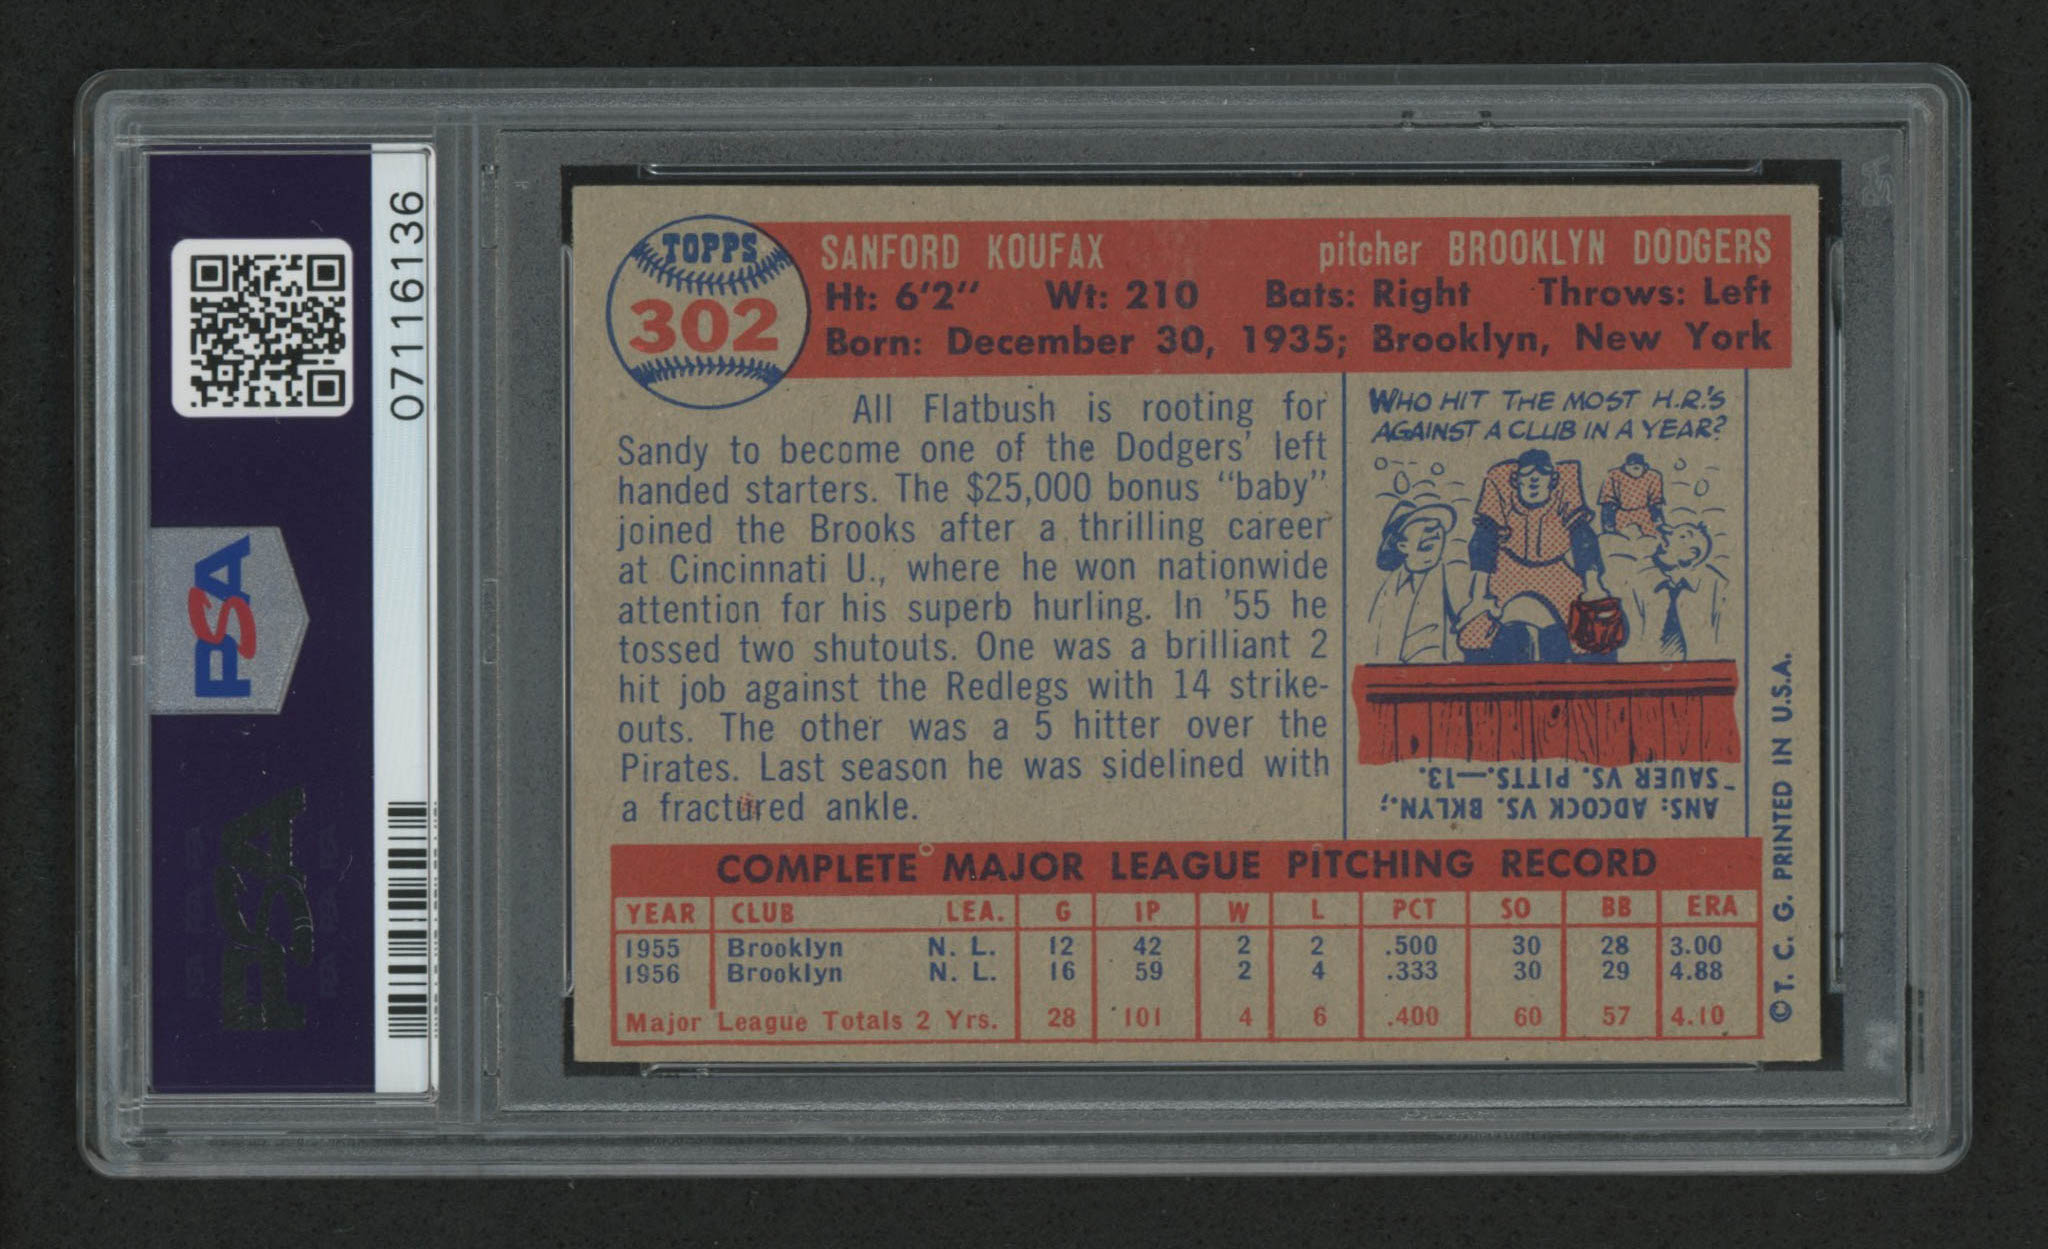 07116136
PSA
PSA
TOPPS
302
SANFORD KOUFAX pitcher BROOKLYN DODGERS
Ht: 6'2" Wt: 210 Bats: Right Throws: Left
Born: December 30, 1935; Brooklyn, New York
All Flatbush is rooting for
Sandy to become one of the Dodgers' left
handed starters. The $25,000 bonus "baby"
joined the Brooks after a thrilling career
at Cincinnati U., where he won nationwide
attention for his superb hurling. In '55 he
tossed two shutouts. One was a brilliant 2
hit job against the Redlegs with 14 strike-
outs. The other was a 5 hitter over the
Pirates. Last season he was sidelined with
a fractured ankle.
WHO HIT THE MOST H.R.'S
AGAINST A CLUB IN A YEAR?
ANS: ADCOCK VS. BKLYN.;
SAUER VS. PITTS.—13.
COMPLETE MAJOR LEAGUE PITCHING RECORD
YEAR CLUB LEA. G IP W L PCT SO BB ERA
1955 Brooklyn N. L. 12 42 2 2 .500 30 28 3.00
1956 Brooklyn N. L. 16 59 2 4 .333 30 29 4.88
Major League Totals 2 Yrs. 28 101 4 6 .400 60 57 4.10
©T. C. G. PRINTED IN U.S.A.